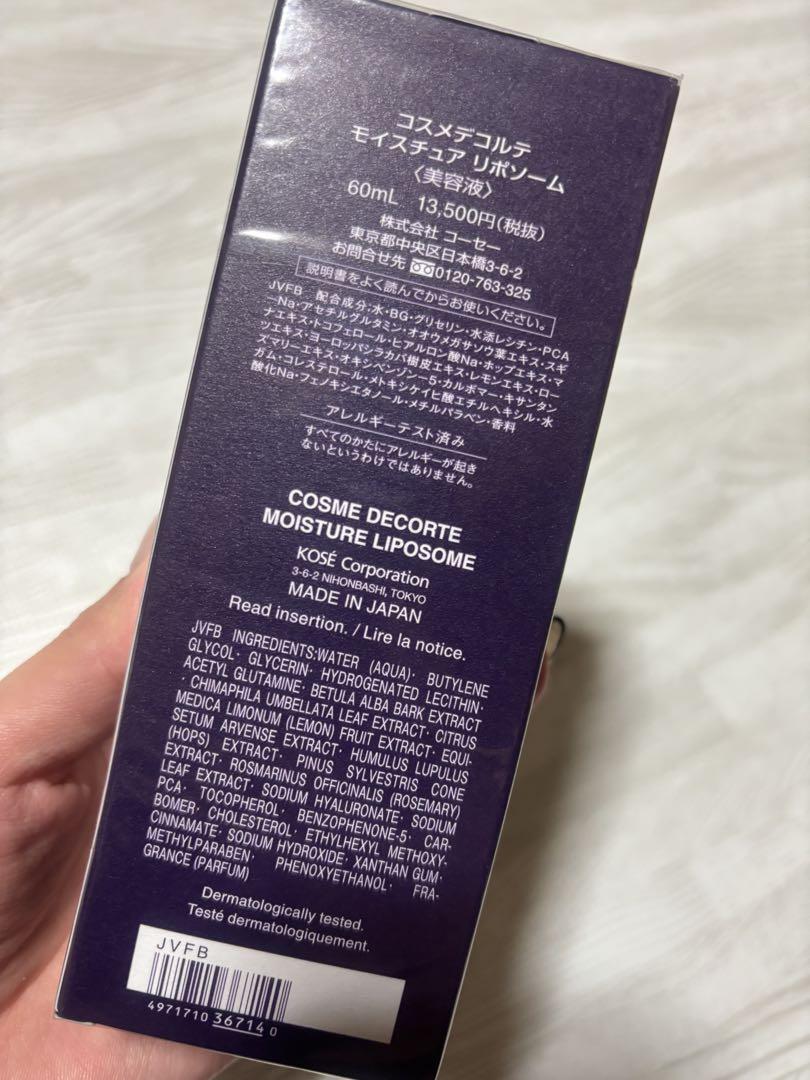 コスメデコルテ
モイスチュア リポソーム
〈美容液〉
60mL 13,500円(税抜)
株式会社 コーセー
東京都中央区日本橋3-6-2
お問合せ先 0120-763-325
説明書をよく読んでからお使いください。
JVFB 配合成分:水・BG・グリセリン・水添レシチン・PCA
-Na・アセチルグルタミン・オオウメガサソウ葉エキス・スギ
ナエキス・トコフェロール・ヒアルロン酸Na・ホップエキス・マ
ツエキス・ヨーロッパシラカバ樹皮エキス・レモンエキス・ロー
ズマリーエキス・オキシベンゾン-5・カルボマー・キサンタン
ガム・コレステロール・メトキシケイヒ酸エチルヘキシル・水
酸化Na・フェノキシエタノール・メチルパラベン・香料
アレルギーテスト済み
すべてのかたにアレルギーが起き
ないというわけではありません。
COSME DECORTE
MOISTURE LIPOSOME
KOSÉ Corporation
3-6-2 NIHONBASHI, TOKYO
MADE IN JAPAN
Read insertion. / Lire la notice.
JVFB INGREDIENTS:WATER (AQUA)· BUTYLENE
GLYCOL· GLYCERIN· HYDROGENATED LECITHIN·
ACETYL GLUTAMINE· BETULA ALBA BARK EXTRACT
· CHIMAPHILA UMBELLATA LEAF EXTRACT· CITRUS
MEDICA LIMONUM (LEMON) FRUIT EXTRACT· EQUI-
SETUM ARVENSE EXTRACT· HUMULUS LUPULUS
(HOPS) EXTRACT· PINUS SYLVESTRIS CONE
EXTRACT· ROSMARINUS OFFICINALIS (ROSEMARY)
LEAF EXTRACT· SODIUM HYALURONATE· SODIUM
PCA· TOCOPHEROL· BENZOPHENONE-5· CAR-
BOMER· CHOLESTEROL· ETHYLHEXYL METHOXY-
CINNAMATE· SODIUM HYDROXIDE· XANTHAN GUM·
METHYLPARABEN· PHENOXYETHANOL· FRA-
GRANCE (PARFUM)
Dermatologically tested.
Testé dermatologiquement.
JVFB
4971710 367140